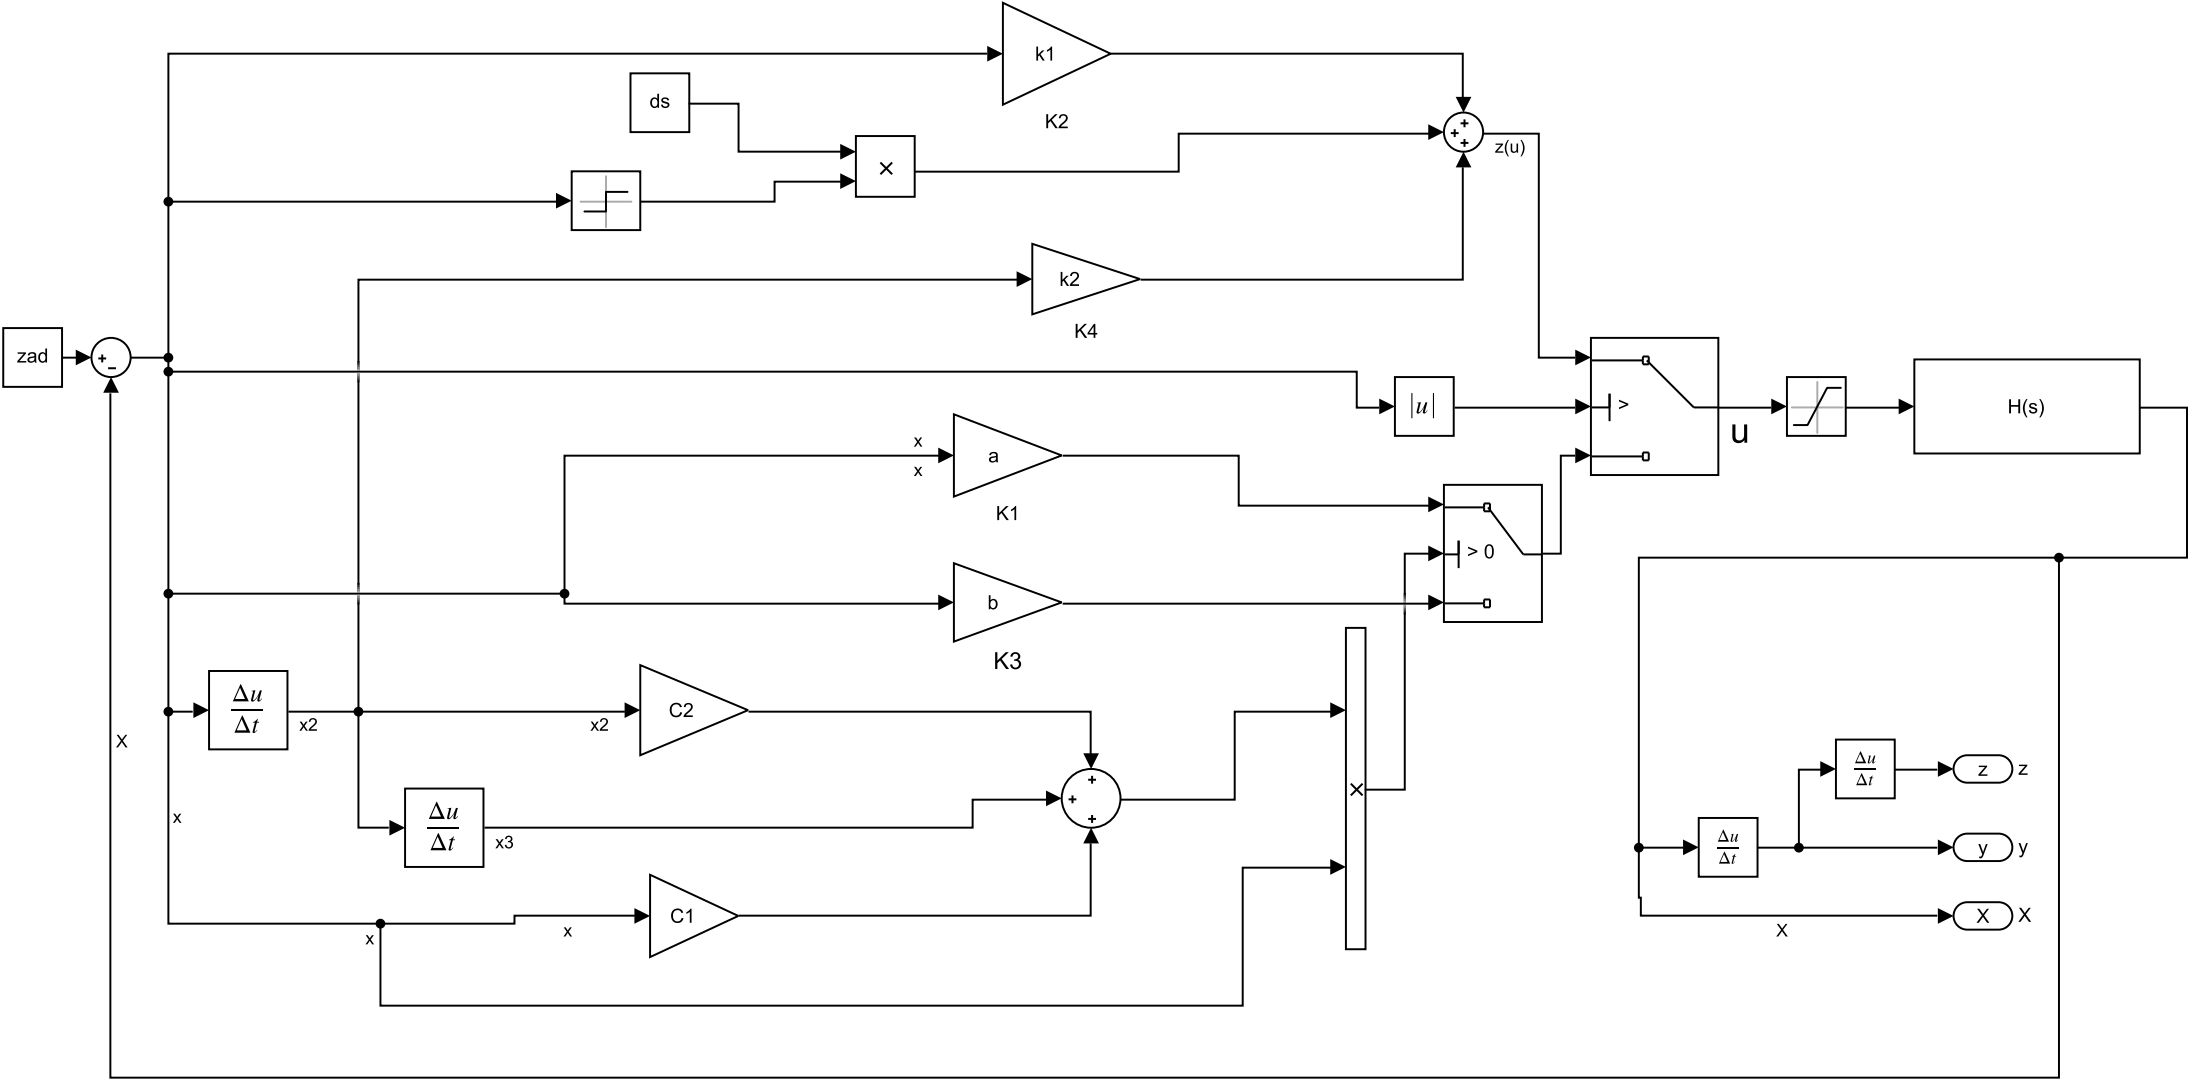 k1
K2
ds
×
+
+
+
z(u)
k2
K4
zad
+
−
|u|
>
u
H(s)
x
x
a
K1
> 0
b
K3
Δu
Δt
x2
x2
C2
X
x
Δu
Δt
x3
+
+
+
×
x
x
C1
Δu
Δt
z
z
Δu
Δt
y
y
X
X
X